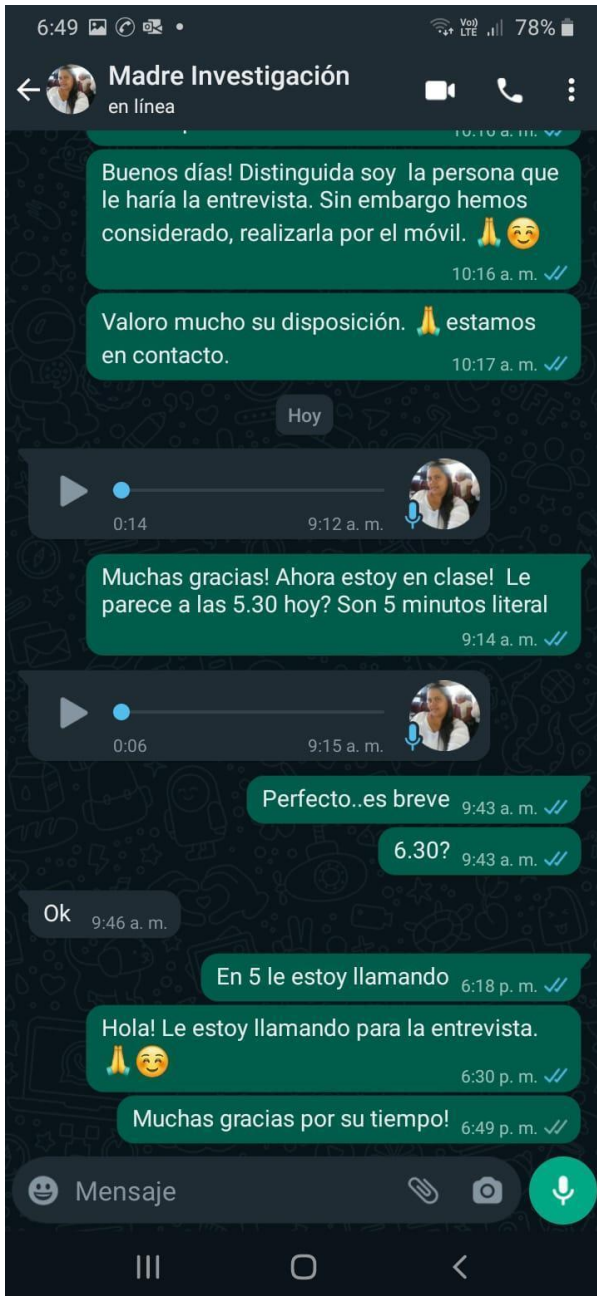 6:49 78%
Madre Investigación
en línea
10:16 a. m.
Buenos días! Distinguida soy la persona que
le haría la entrevista. Sin embargo hemos
considerado, realizarla por el móvil. 🙏☺️
10:16 a. m.
Valoro mucho su disposición. 🙏 estamos
en contacto.
10:17 a. m.
Hoy
0:14 9:12 a. m.
Muchas gracias! Ahora estoy en clase! Le
parece a las 5.30 hoy? Son 5 minutos literal
9:14 a. m.
0:06 9:15 a. m.
Perfecto..es breve 9:43 a. m.
6.30? 9:43 a. m.
Ok 9:46 a. m.
En 5 le estoy llamando 6:18 p. m.
Hola! Le estoy llamando para la entrevista.
🙏☺️
6:30 p. m.
Muchas gracias por su tiempo! 6:49 p. m.
Mensaje